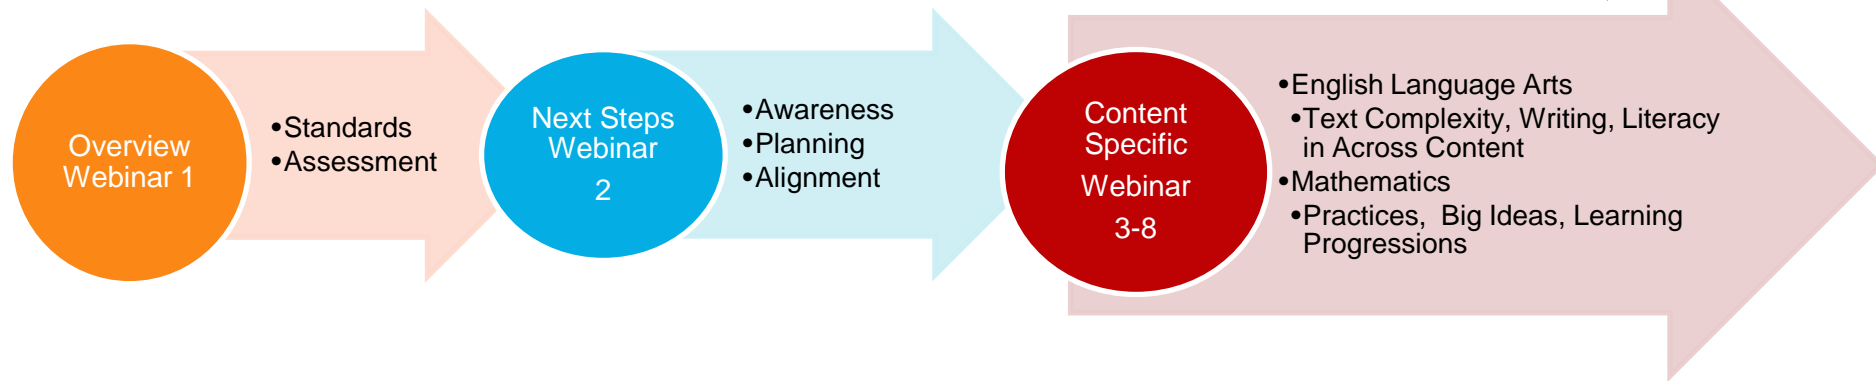 Overview
Webinar 1
•Standards
•Assessment
Next Steps
Webinar
2
•Awareness
•Planning
•Alignment
Content
Specific
Webinar
3-8
•English Language Arts
•Text Complexity, Writing, Literacy
in Across Content
•Mathematics
•Practices, Big Ideas, Learning
Progressions